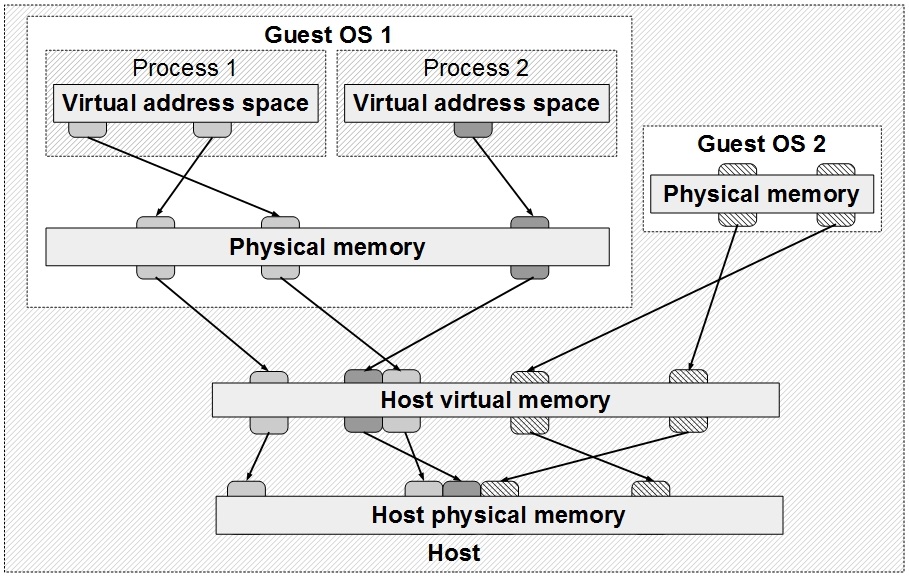 Guest OS 1
Process 1
Virtual address space
Process 2
Virtual address space
Guest OS 2
Physical memory
Physical memory
Host virtual memory
Host physical memory
Host